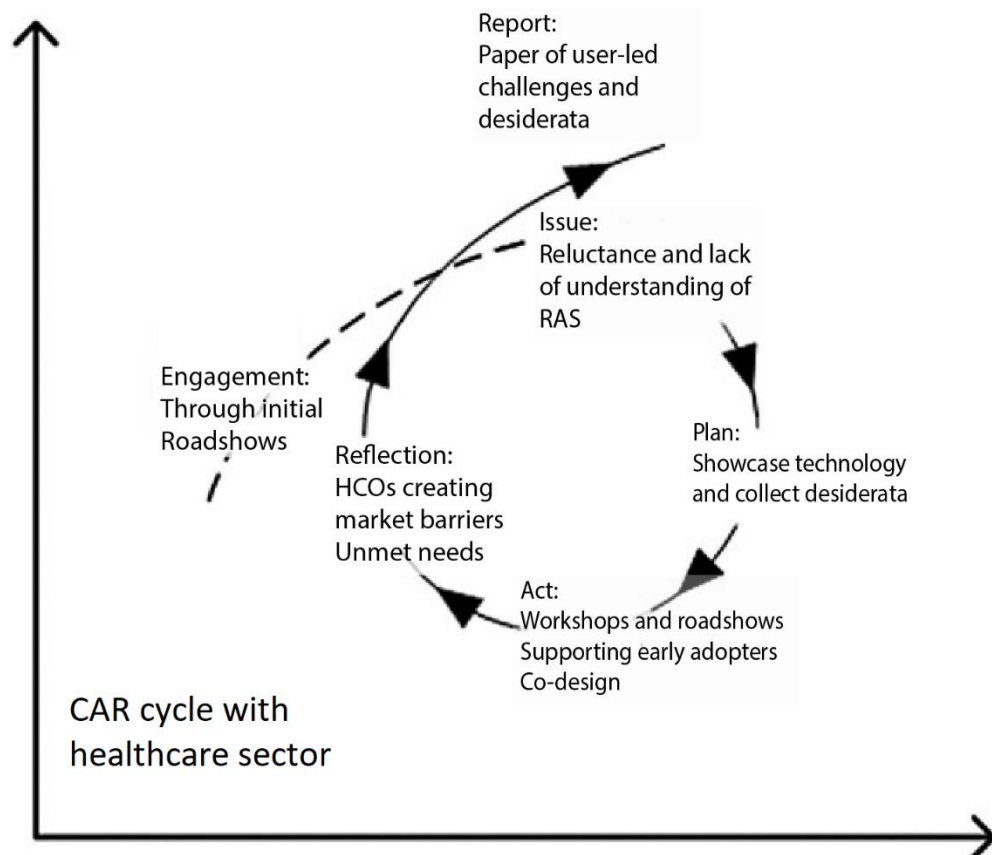 Report:
Paper of user-led
challenges and
desiderata
Issue:
Reluctance and lack
of understanding of
RAS
Engagement:
Through initial
Roadshows
Plan:
Showcase technology
and collect desiderata
Reflection:
HCOs creating
market barriers
Unmet needs
Act:
Workshops and roadshows
Supporting early adopters
Co-design
CAR cycle with
healthcare sector